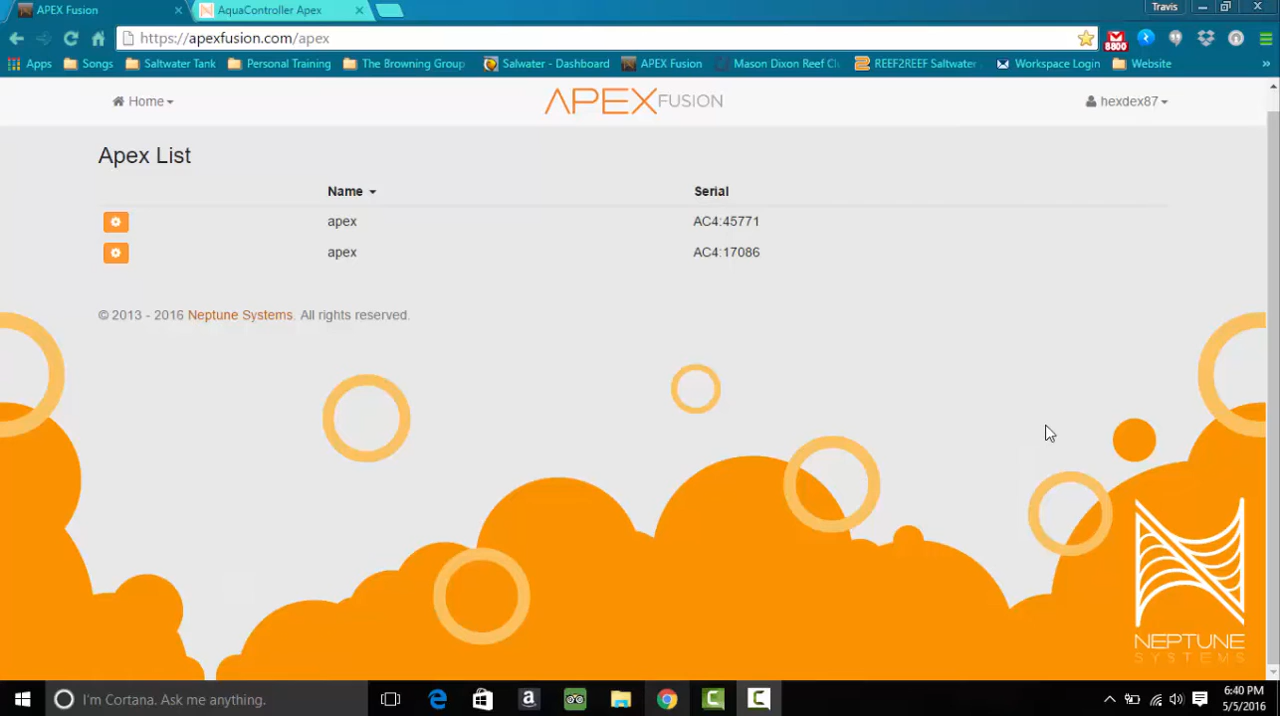 APEX Fusion
AquaController Apex
Travis
https://apexfusion.com/apex
8800
Apps
Songs
Saltwater Tank
Personal Training
The Browning Group
Salwater - Dashboard
APEX Fusion
Mason Dixon Reef Cl
REEF2REEF Saltwater
Workspace Login
Website
»
Home
APEX FUSION
hexdex87
Apex List
Name Serial
apex AC4:45771
apex AC4:17086
© 2013 - 2016 Neptune Systems. All rights reserved.
NEPTUNE
SYSTEMS
I'm Cortana. Ask me anything.
6:40 PM
5/5/2016